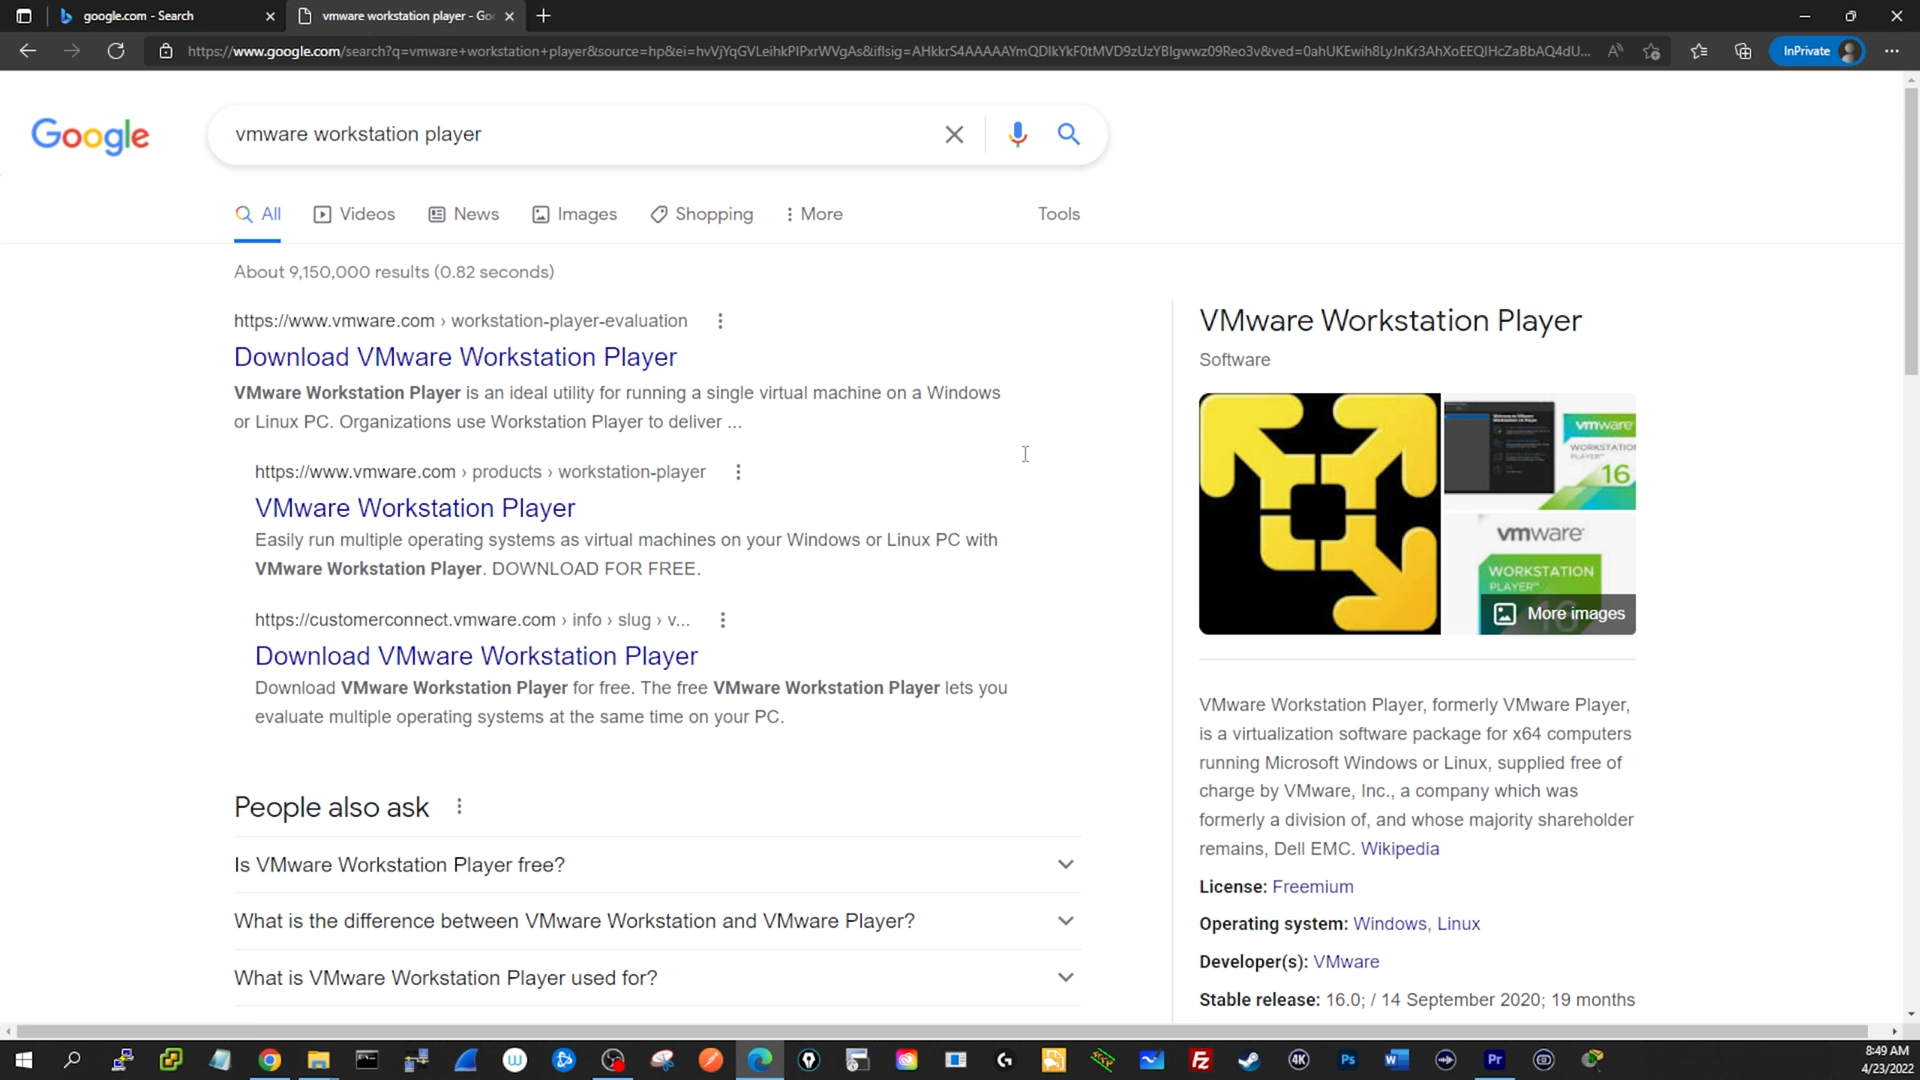 google.com - Search
vmware workstation player - Goo
https://www.google.com/search?q=vmware+workstation+player&source=hp&ei=hvVjYqGVLeihkPIPxrWVgAs&iflsig=AHkkrS4AAAAAYmQDlkYkF0tMVD9zUzYBlgwwz09Reo3v&ved=0ahUKEwih8LyJnKr3AhXoEEQIHcZaBbAQ4dU...
InPrivate
Google
vmware workstation player
All
Videos
News
Images
Shopping
More
Tools
About 9,150,000 results (0.82 seconds)
https://www.vmware.com › workstation-player-evaluation
Download VMware Workstation Player
VMware Workstation Player is an ideal utility for running a single virtual machine on a Windows
or Linux PC. Organizations use Workstation Player to deliver ...
https://www.vmware.com › products › workstation-player
VMware Workstation Player
Easily run multiple operating systems as virtual machines on your Windows or Linux PC with
VMware Workstation Player. DOWNLOAD FOR FREE.
https://customerconnect.vmware.com › info › slug › v...
Download VMware Workstation Player
Download VMware Workstation Player for free. The free VMware Workstation Player lets you
evaluate multiple operating systems at the same time on your PC.
People also ask
Is VMware Workstation Player free?
What is the difference between VMware Workstation and VMware Player?
What is VMware Workstation Player used for?
VMware Workstation Player
Software
vmware
WORKSTATION
PLAYER
16
vmware
WORKSTATION
PLAYER
More images
VMware Workstation Player, formerly VMware Player,
is a virtualization software package for x64 computers
running Microsoft Windows or Linux, supplied free of
charge by VMware, Inc., a company which was
formerly a division of, and whose majority shareholder
remains, Dell EMC. Wikipedia
License: Freemium
Operating system: Windows, Linux
Developer(s): VMware
Stable release: 16.0; / 14 September 2020; 19 months
4K
Ps
Pr
8:49 AM
4/23/2022